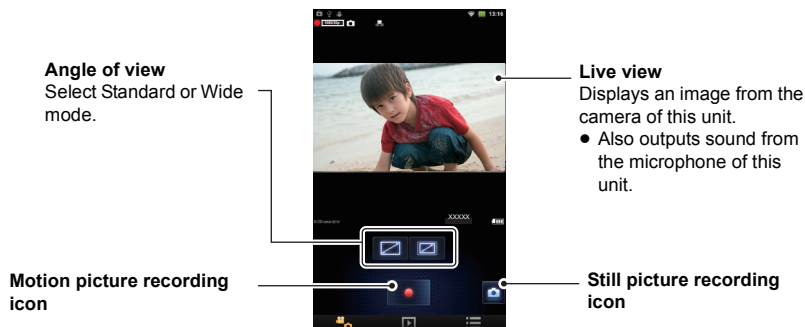 13:16
Angle of view
Select Standard or Wide
mode.
Live view
Displays an image from the
camera of this unit.
● Also outputs sound from
the microphone of this
unit.
XXXXX
Motion picture recording
icon
Still picture recording
icon